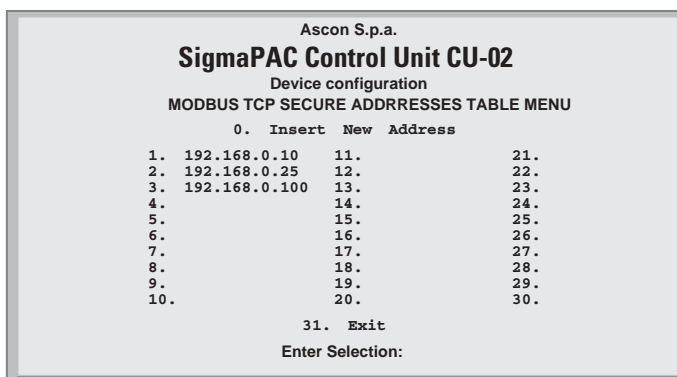 Ascon S.p.a.
SigmaPAC Control Unit CU-02
Device configuration
MODBUS TCP SECURE ADDRRESSES TABLE MENU
0. Insert New Address
1. 192.168.0.10 11. 21.
2. 192.168.0.25 12. 22.
3. 192.168.0.100 13. 23.
4. 14. 24.
5. 15. 25.
6. 16. 26.
7. 17. 27.
8. 18. 28.
9. 19. 29.
10. 20. 30.
31. Exit
Enter Selection: